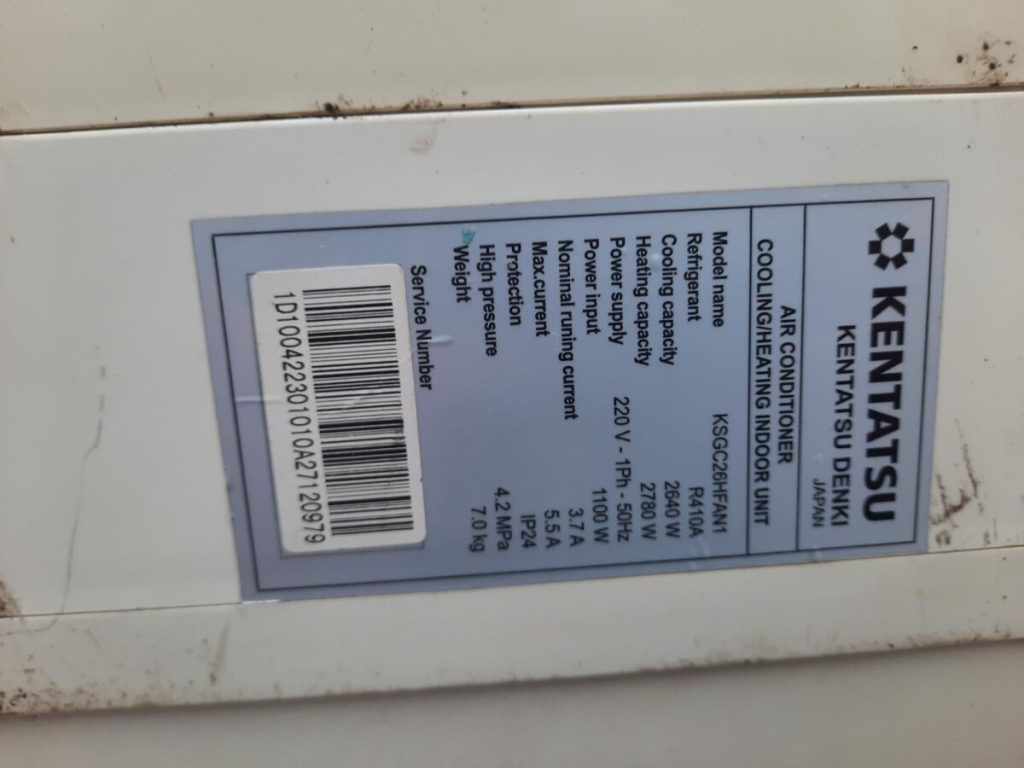 KENTATSU
KENTATSU DENKI
JAPAN
AIR CONDITIONER
COOLING/HEATING INDOOR UNIT
Model name KSGC26HFAN1
Refrigerant R410A
Cooling capacity 2640 W
Heating capacity 2780 W
Power supply 220 V - 1Ph - 50Hz
Power input 1100 W
Nominal runing current 3.7 A
Max.current 5.5 A
Protection IP24
High pressure 4.2 MPa
Weight 7.0 kg
Service Number
1D100422301010A27120979